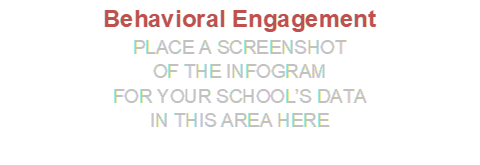 Behavioral Engagement
PLACE A SCREENSHOT
OF THE INFOGRAM
FOR YOUR SCHOOL’S DATA
IN THIS AREA HERE